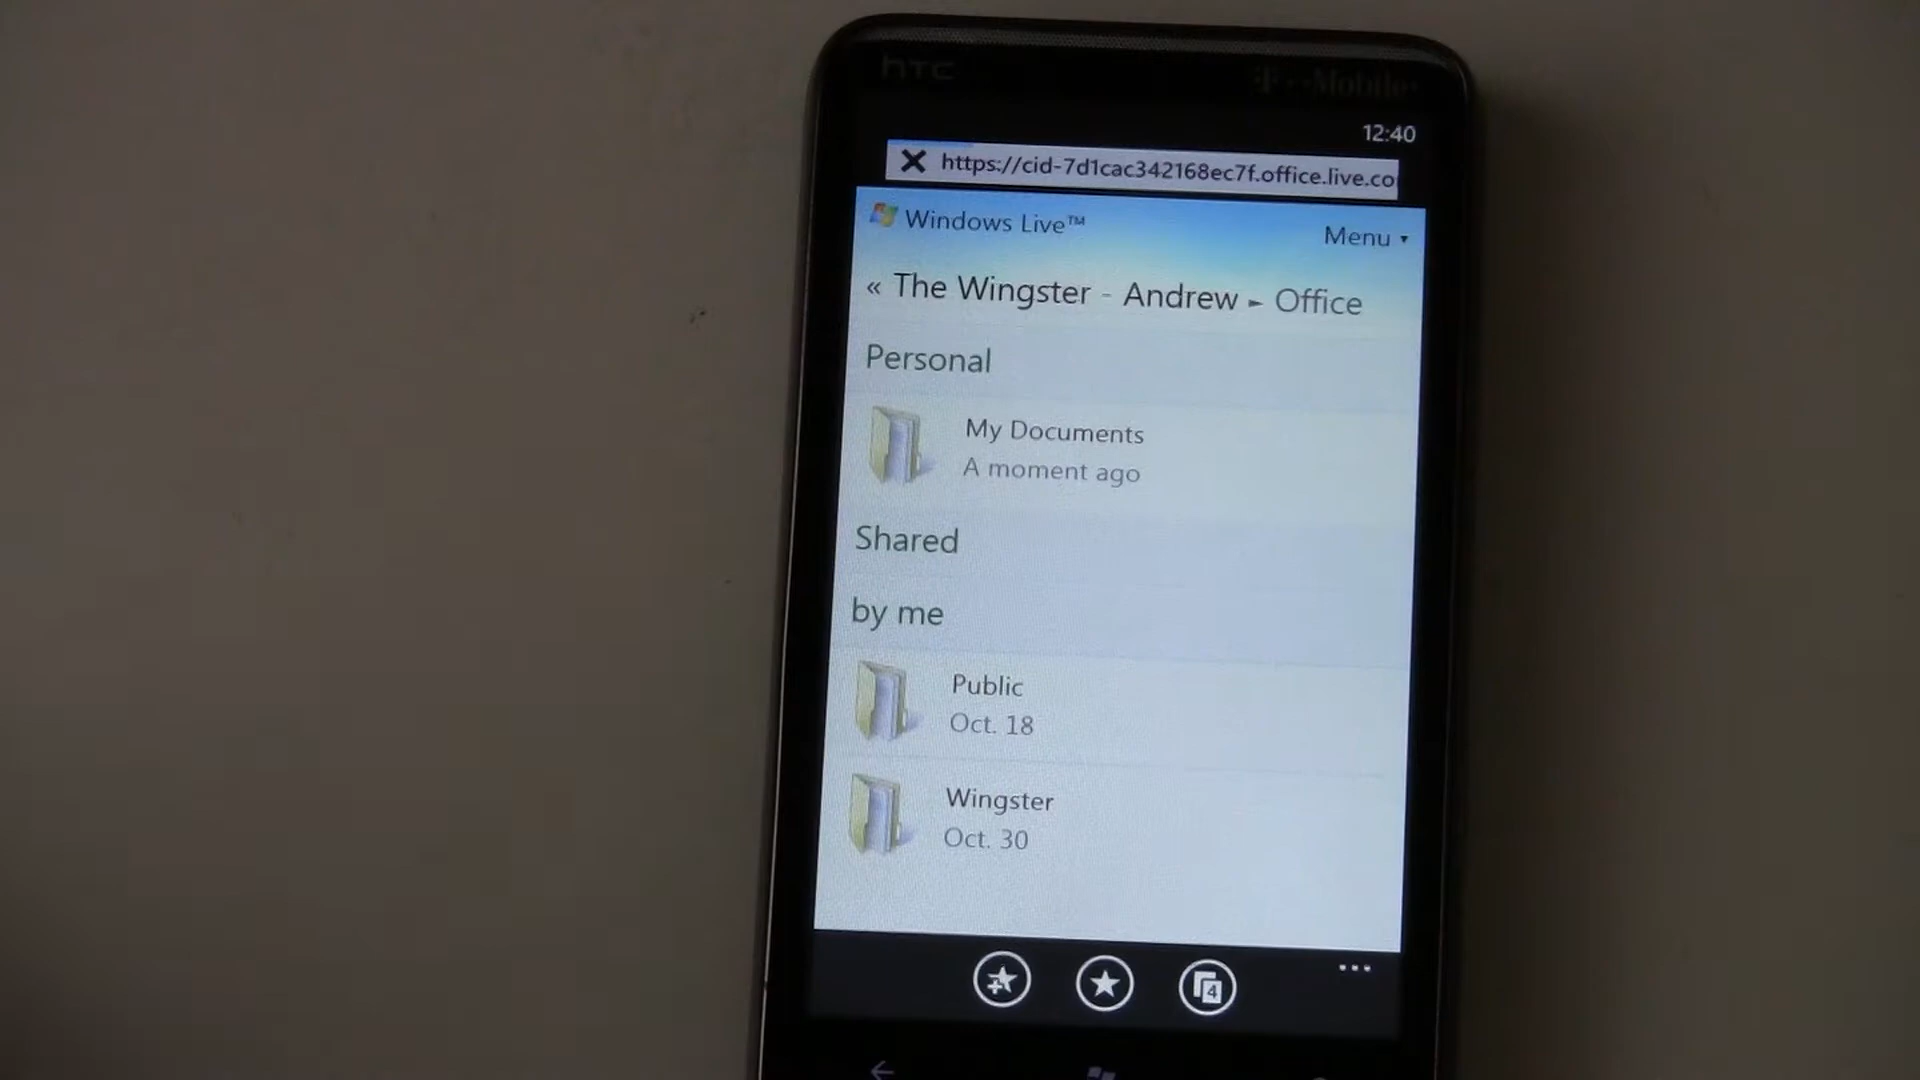 hTC
T··Mobile·
12:40
https://cid-7d1cac342168ec7f.office.live.co
Windows Live™
Menu ▾
« The Wingster - Andrew ► Office
Personal
My Documents
A moment ago
Shared
by me
Public
Oct. 18
Wingster
Oct. 30
4